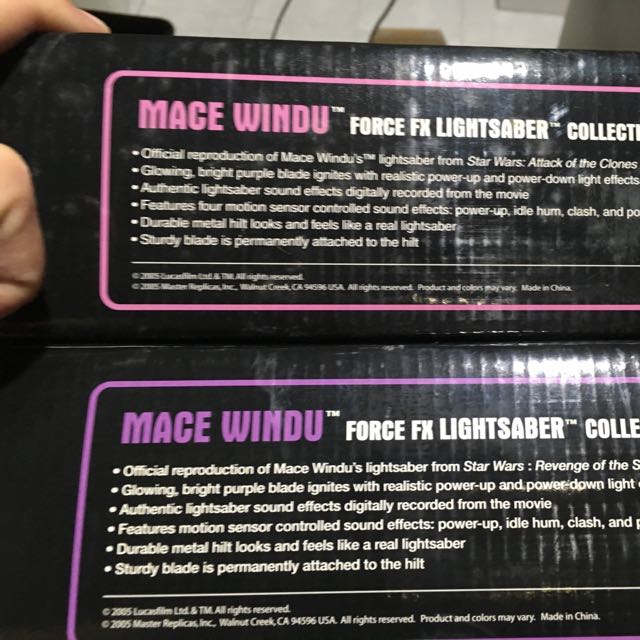 MACE WINDU™ FORCE FX LIGHTSABER™ COLLECTI
• Official reproduction of Mace Windu's™ lightsaber from Star Wars: Attack of the Clones
• Glowing, bright purple blade ignites with realistic power-up and power-down light effects
• Authentic lightsaber sound effects digitally recorded from the movie
• Features four motion sensor controlled sound effects: power-up, idle hum, clash, and po
• Durable metal hilt looks and feels like a real lightsaber
• Sturdy blade is permanently attached to the hilt
© 2005 Lucasfilm Ltd. & TM. All rights reserved.
© 2005 Master Replicas, Inc., Walnut Creek, CA 94596 USA. All rights reserved. Product and colors may vary. Made in China.
MACE WINDU™ FORCE FX LIGHTSABER™ COLLE
• Official reproduction of Mace Windu's lightsaber from Star Wars : Revenge of the S
• Glowing, bright purple blade ignites with realistic power-up and power-down light
• Authentic lightsaber sound effects digitally recorded from the movie
• Features motion sensor controlled sound effects: power-up, idle hum, clash, and p
• Durable metal hilt looks and feels like a real lightsaber
• Sturdy blade is permanently attached to the hilt
© 2005 Lucasfilm Ltd. & TM. All rights reserved.
© 2005 Master Replicas, Inc., Walnut Creek, CA 94596 USA. All rights reserved. Product and colors may vary. Made in China.